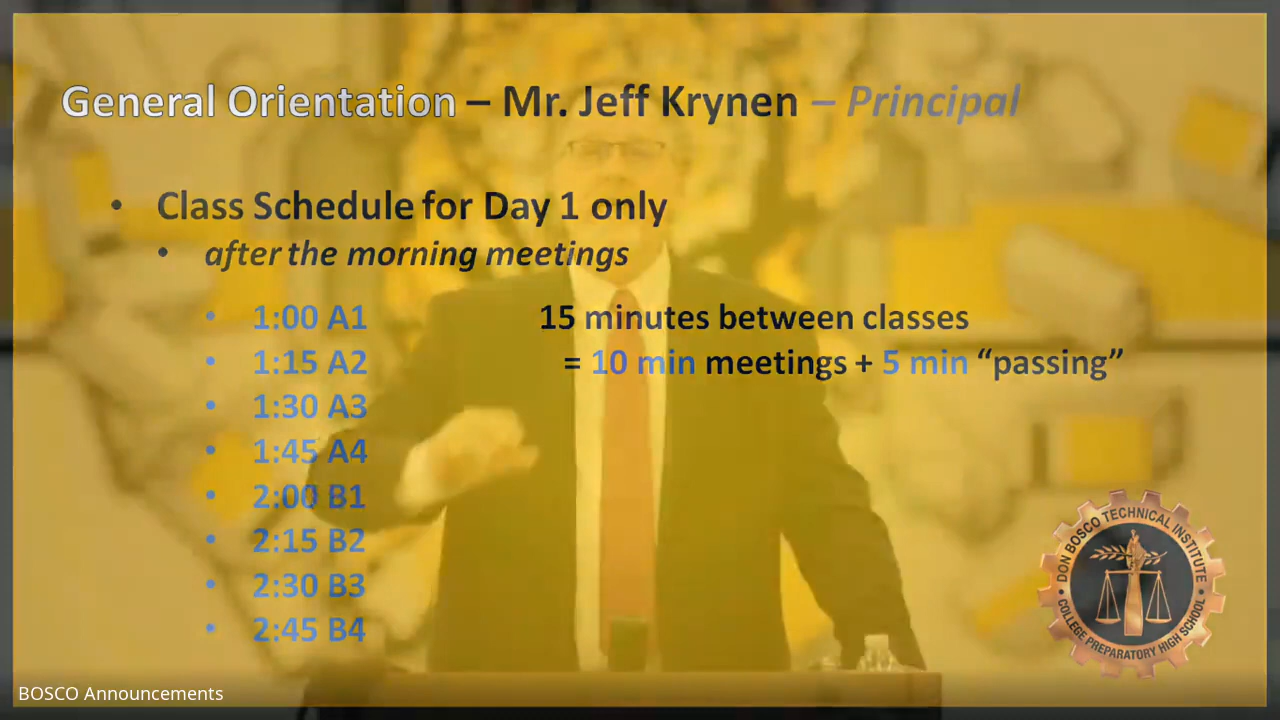 General Orientation – Mr. Jeff Krynen – Principal
• Class Schedule for Day 1 only
• after the morning meetings
• 1:00 A1
15 minutes between classes
• 1:15 A2
= 10 min meetings + 5 min “passing”
• 1:30 A3
• 1:45 A4
• 2:00 B1
• 2:15 B2
• 2:30 B3
• 2:45 B4
DON BOSCO TECHNICAL INSTITUTE
• COLLEGE PREPARATORY HIGH SCHOOL •
BOSCO Announcements